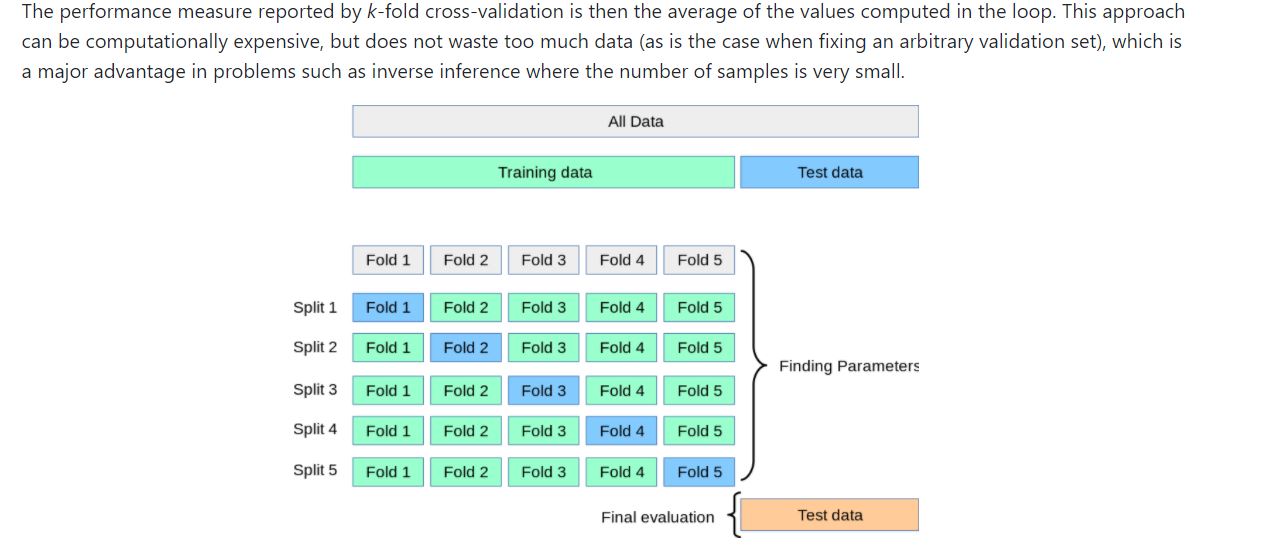 The performance measure reported by k-fold cross-validation is then the average of the values computed in the loop. This approach
can be computationally expensive, but does not waste too much data (as is the case when fixing an arbitrary validation set), which is
a major advantage in problems such as inverse inference where the number of samples is very small.
All Data
Training data Test data
Fold 1 Fold 2 Fold 3 Fold 4 Fold 5
Split 1 Fold 1 Fold 2 Fold 3 Fold 4 Fold 5
Split 2 Fold 1 Fold 2 Fold 3 Fold 4 Fold 5
Finding Parameters
Split 3 Fold 1 Fold 2 Fold 3 Fold 4 Fold 5
Split 4 Fold 1 Fold 2 Fold 3 Fold 4 Fold 5
Split 5 Fold 1 Fold 2 Fold 3 Fold 4 Fold 5
Final evaluation Test data